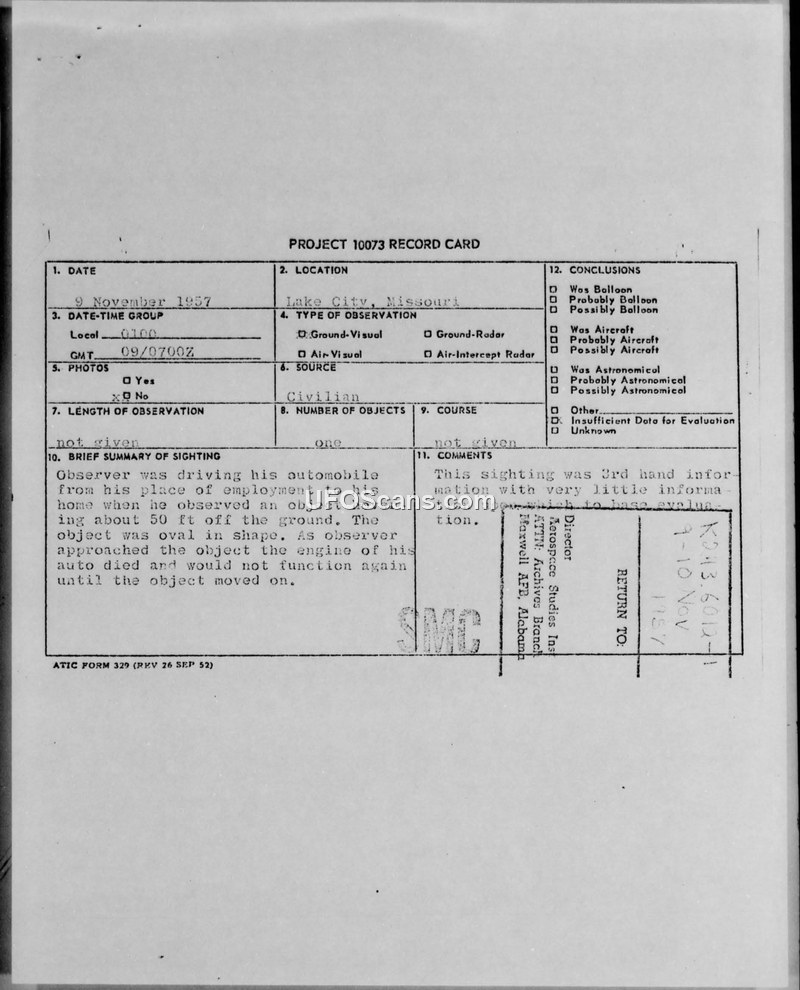 PROJECT 10073 RECORD CARD
1. DATE
9 November 1957
2. LOCATION
Lake City, Missouri
12. CONCLUSIONS
Was Balloon
Probably Balloon
Possibly Balloon
Was Aircraft
Probably Aircraft
Possibly Aircraft
Was Astronomical
Probably Astronomical
Possibly Astronomical
Other
Insufficient Data for Evaluation
Unknown
3. DATE-TIME GROUP
Local 0100
GMT 09/0700Z
4. TYPE OF OBSERVATION
Ground-Visual Ground-Radar
Air-Visual Air-Intercept Radar
5. PHOTOS
Yes
x No
6. SOURCE
Civilian
7. LENGTH OF OBSERVATION
not given
8. NUMBER OF OBJECTS
one
9. COURSE
not given
10. BRIEF SUMMARY OF SIGHTING
Observer was driving his automobile
from his place of employment to his
home when he observed an
ing about 50 ft off the ground. The
object was oval in shape. As observer
approached the object the engine of his
auto died and would not function again
until the object moved on.
11. COMMENTS
This sighting was 3rd hand infor-
mation with very little informa-
which to base evalua-
tion.
UFOScans.com
RETURN TO:
Director
Aerospace Studies Inst
ATTN: Archives Branch
Maxwell AFB, Alabama
ATIC FORM 329 (REV 26 SEP 52)